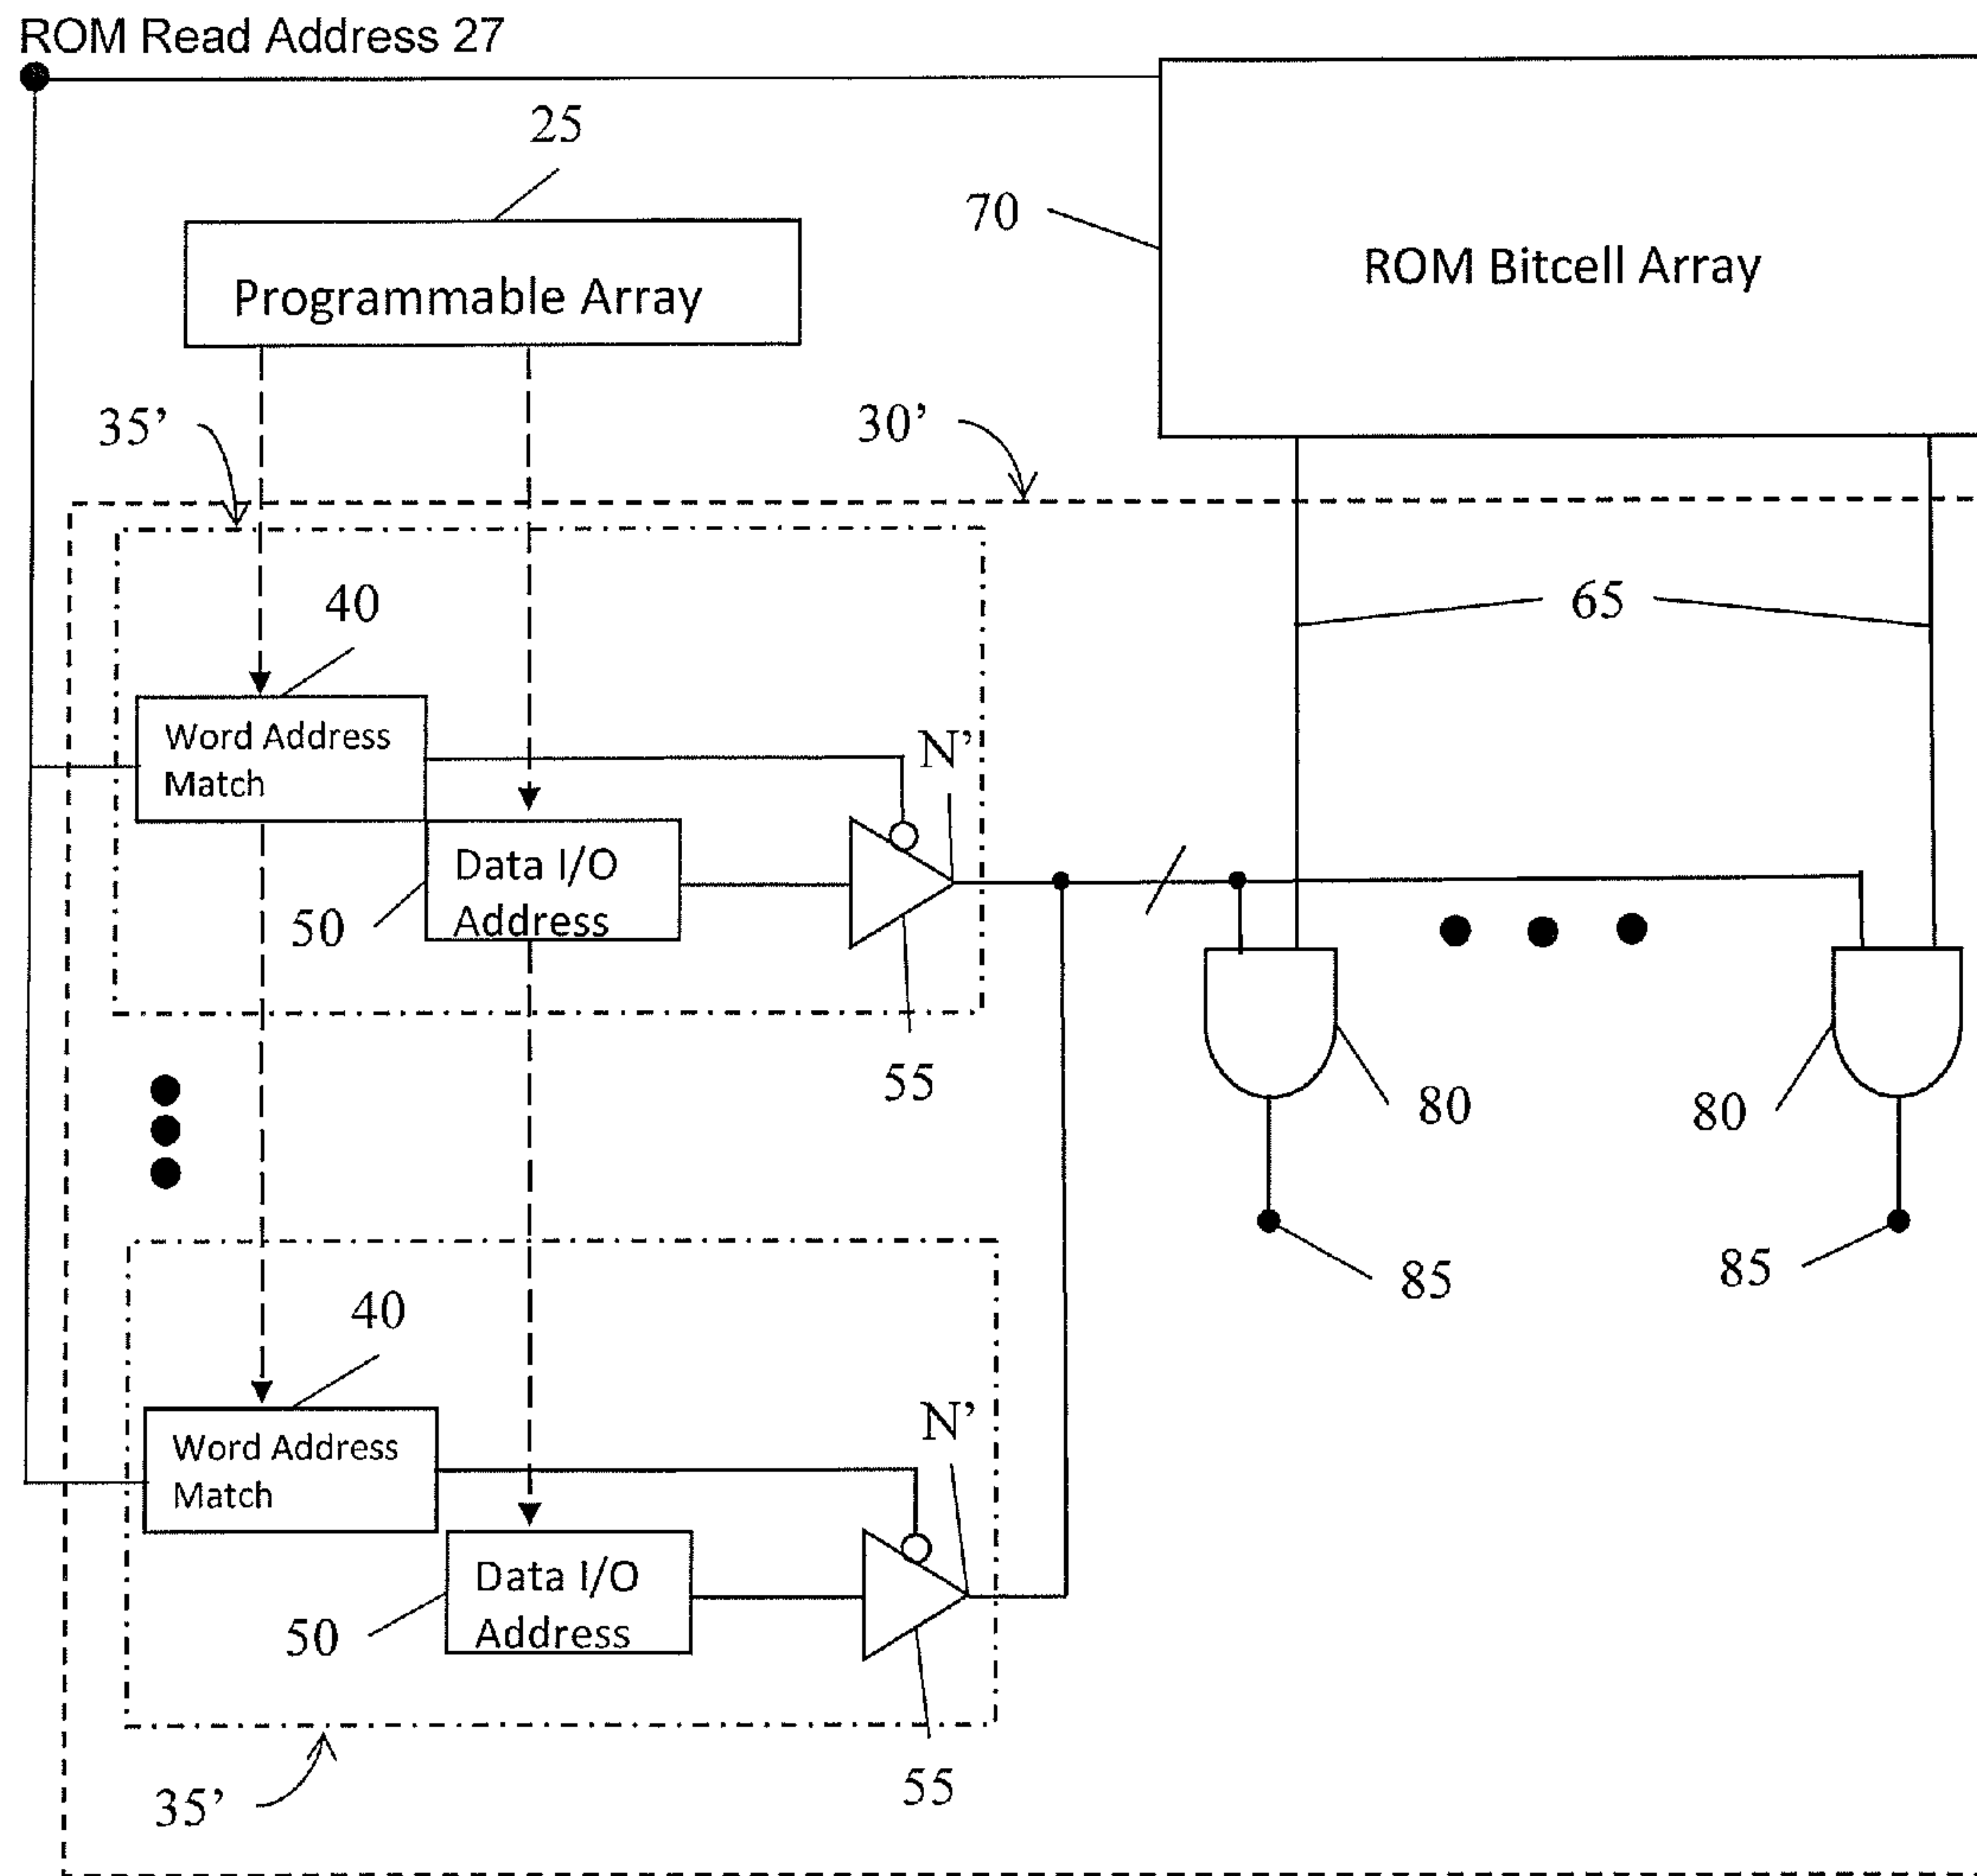 ROM Read Address 27
25
Programmable Array
70
ROM Bitcell Array
35’
30’
40
65
Word Address
Match
N’
Data I/O
Address
50
55
80
80
85
85
40
Word Address
Match
N’
Data I/O
Address
50
55
35’